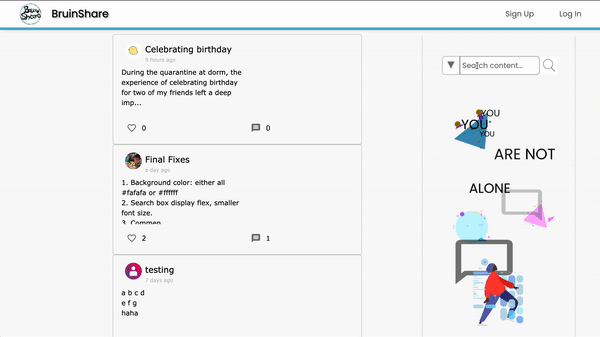 Bruin
Share
BruinShare
Sign Up
Log In
Celebrating birthday
9 hours ago
During the quarantine at dorm, the
experience of celebrating birthday
for two of my friends left a deep
imp...
0
0
Final Fixes
a day ago
1. Background color: either all
#fafafa or #ffffff
2. Search box display flex, smaller
font size.
3. Commen
2
1
testing
7 days ago
a b c d
e f g
haha
Search content...
YOU
YOU
YOU
ARE NOT
ALONE